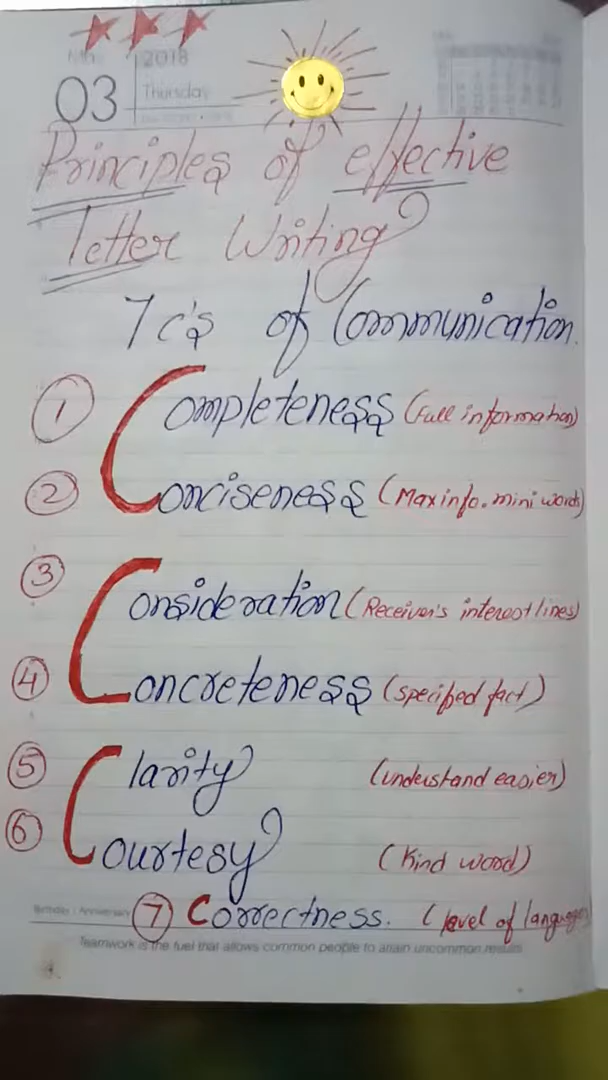 2018
03
Thursday
Principles of effective
letter Writing
7 c's of Communication.
1 Completeness (Full information)
2 Conciseness (Max info. mini words)
3 Consideration (Receiver's interest lines)
4 Concreteness (specified fact)
5 Clarity (understand easier)
6 Courtesy (Kind word)
Birthday / Anniversary
7 Correctness. (level of language)
Teamwork is the fuel that allows common people to attain uncommon results